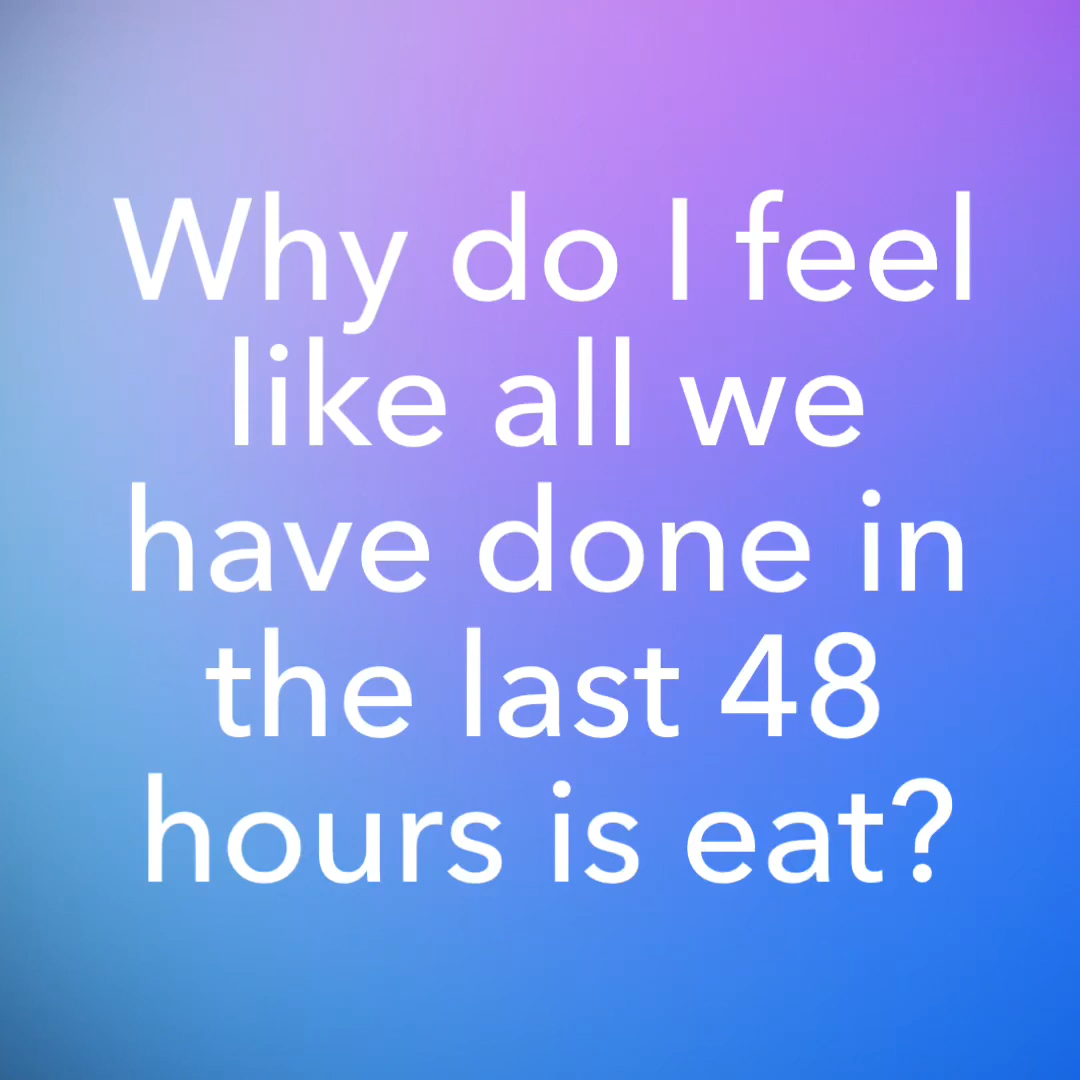 Why do I feel
like all we
have done in
the last 48
hours is eat?